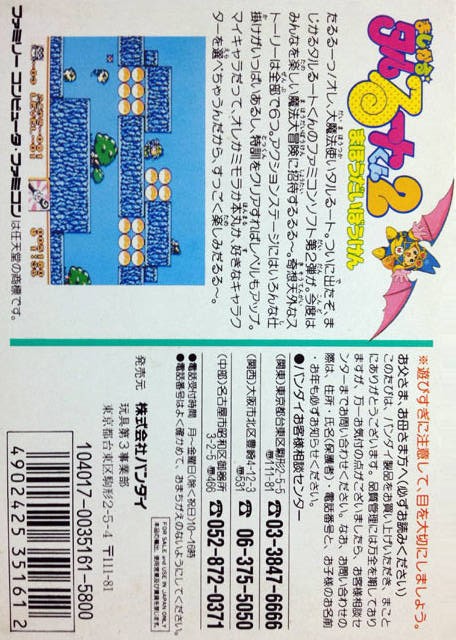 まじかる
タルるートくん2
まほうだいぼうけん
たるるーっ！オレ、大魔法使いタルるート。ついに出たぞ、ま
じかるタルるートくんのファミコンソフト第2弾が。今度は
みんなを楽しい魔法大冒険に招待するる〜。奇想天外なス
トーリーは全部で6つ。アクションステージにはいろんな仕
掛けがいっぱいあるし、特訓をクリアすればレベルもアップ。
マイキャラだって、オレかミモラか本丸か、好きなキャラク
ターを選べちゃうんだから、すっごく楽しみだるる〜。
ファミリーコンピュータ・ファミコンは任天堂の商標です。
※遊びすぎに注意して、目を大切にしましょう。
お父さま、お母さま方へ(必ずお読みください)
このたびは、バンダイ製品をお買い上げいただき、まこと
にありがとうございます。品質管理には万全を期しており
ますが、万一お気付の点がございましたら、お客様相談セ
ンターまでお問い合わせください。なお、お問い合わせの
際は、住所・氏名(保護者)・電話番号と、お子様のお名前
・お年も必ずお知らせください。
●バンダイお客様相談センター
(関東)東京都台東区駒形2-5-5 〠111-81 ☎03-3847-6666
(関西)大阪市北区豊崎4-12-3 〠531 ☎06-375-5050
(中部)名古屋市昭和区御器所3-2-5 〠466 ☎052-872-0371
●電話受付時間 月〜金曜日(除く祝日)10〜16時
●電話番号はよく確かめて、おまちがえのないようにしてください。
発売元 株式会社バンダイ
玩具第3事業部
東京都台東区駒形2-5-4 〒111-81
FOR SALE and USE IN JAPAN ONLY
104017-0035161-5800
4902425351612